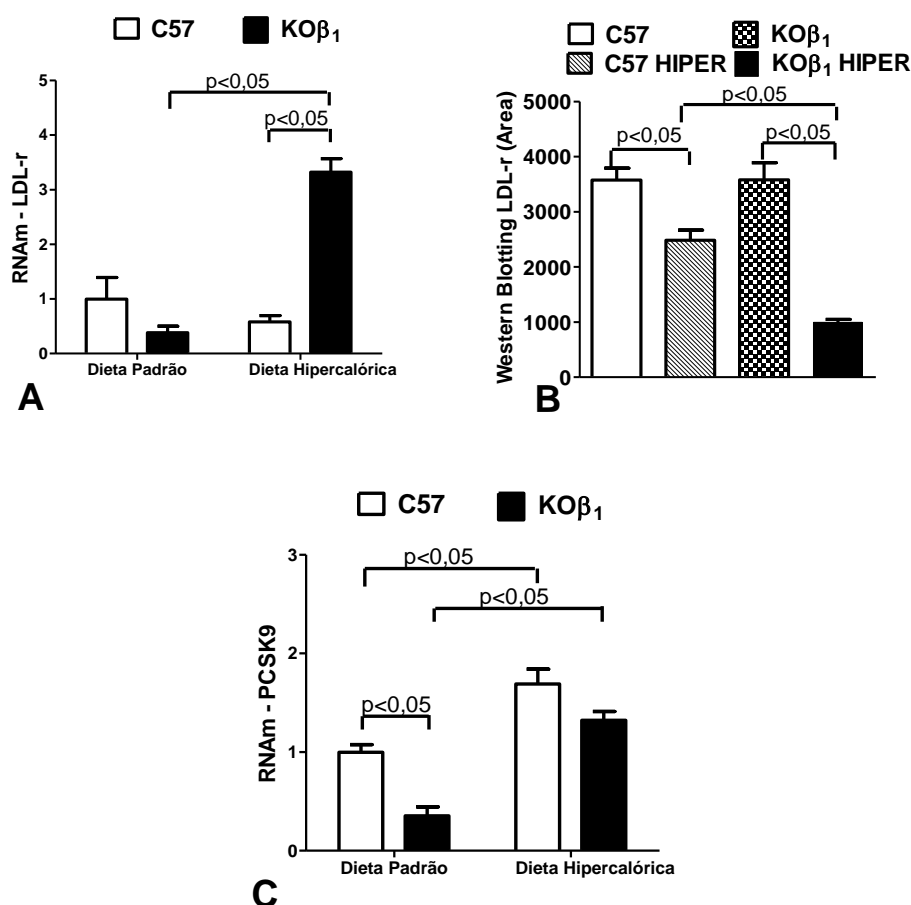 C57 KOβ₁
p<0,05
p<0,05
RNAm - LDL-r
5
4
3
2
1
0
Dieta Padrão Dieta Hipercalórica
A
C57 KOβ₁
C57 HIPER KOβ₁ HIPER
p<0,05
p<0,05 p<0,05
Western Blotting LDL-r (Area)
5000
4000
3000
2000
1000
0
B
C57 KOβ₁
p<0,05
p<0,05
p<0,05
RNAm - PCSK9
3
2
1
0
Dieta Padrão Dieta Hipercalórica
C